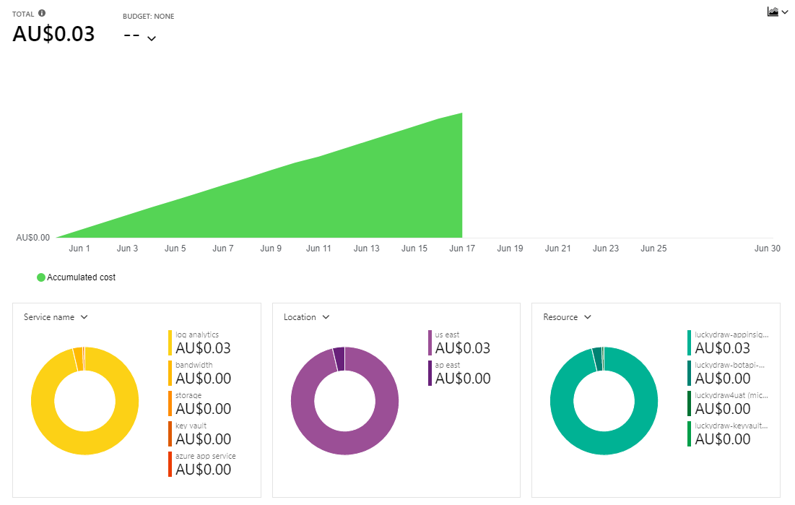 TOTAL
BUDGET: NONE
AU$0.03
--
AU$0.00
Jun 1
Jun 3
Jun 5
Jun 7
Jun 9
Jun 11
Jun 13
Jun 15
Jun 17
Jun 19
Jun 21
Jun 23
Jun 25
Jun 30
Accumulated cost
Service name
log analytics
AU$0.03
bandwidth
AU$0.00
storage
AU$0.00
key vault
AU$0.00
azure app service
AU$0.00
Location
us east
AU$0.03
ap east
AU$0.00
Resource
luckydraw-appinsig...
AU$0.03
luckydraw-botapi-...
AU$0.00
luckydraw4uat (mic...
AU$0.00
luckydraw-keyvault...
AU$0.00